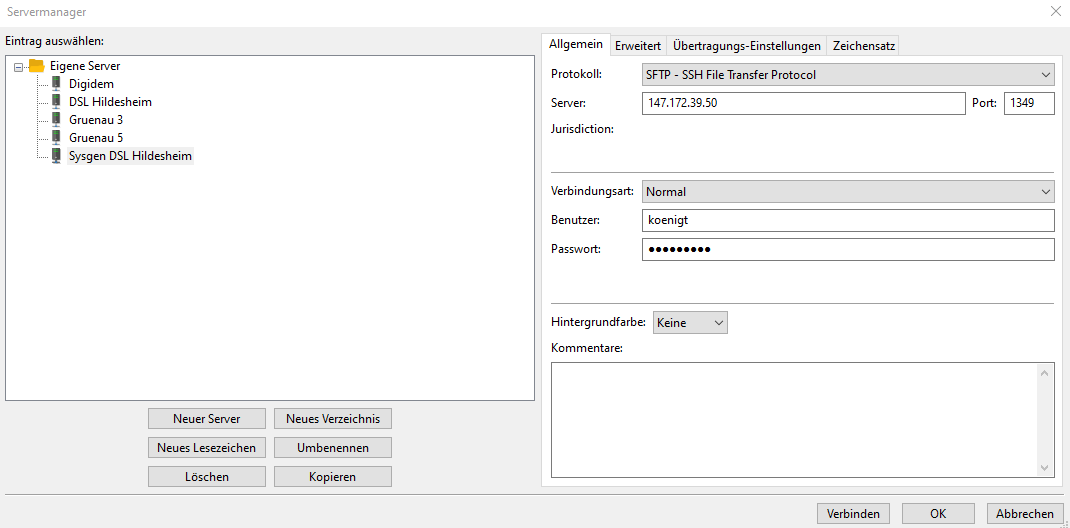 Servermanager
Eintrag auswählen:
Eigene Server
Digidem
DSL Hildesheim
Gruenau 3
Gruenau 5
Sysgen DSL Hildesheim
Neuer Server Neues Verzeichnis
Neues Lesezeichen Umbenennen
Löschen Kopieren
Allgemein Erweitert Übertragungs-Einstellungen Zeichensatz
Protokoll: SFTP - SSH File Transfer Protocol
Server: 147.172.39.50 Port: 1349
Jurisdiction:
Verbindungsart: Normal
Benutzer: koenigt
Passwort: ●●●●●●●●●
Hintergrundfarbe: Keine
Kommentare:
Verbinden OK Abbrechen